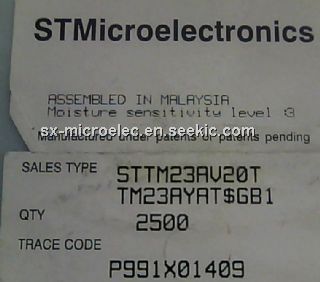 STMicroelectronics
ASSEMBLED IN MALAYSIA
Moisture sensitivity level :3
sx-microelec.en.seekic.com
Manufactured under patents or patents pending
SALES TYPE STTM23AV20T
TM23AYAT$GB1
QTY 2500
TRACE CODE
P991X01409